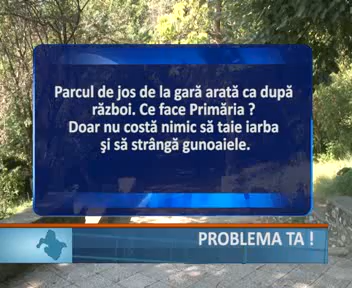 Parcul de jos de la gară arată ca după
război. Ce face Primăria ?
Doar nu costă nimic să taie iarba
şi să strângă gunoaiele.
PROBLEMA TA !